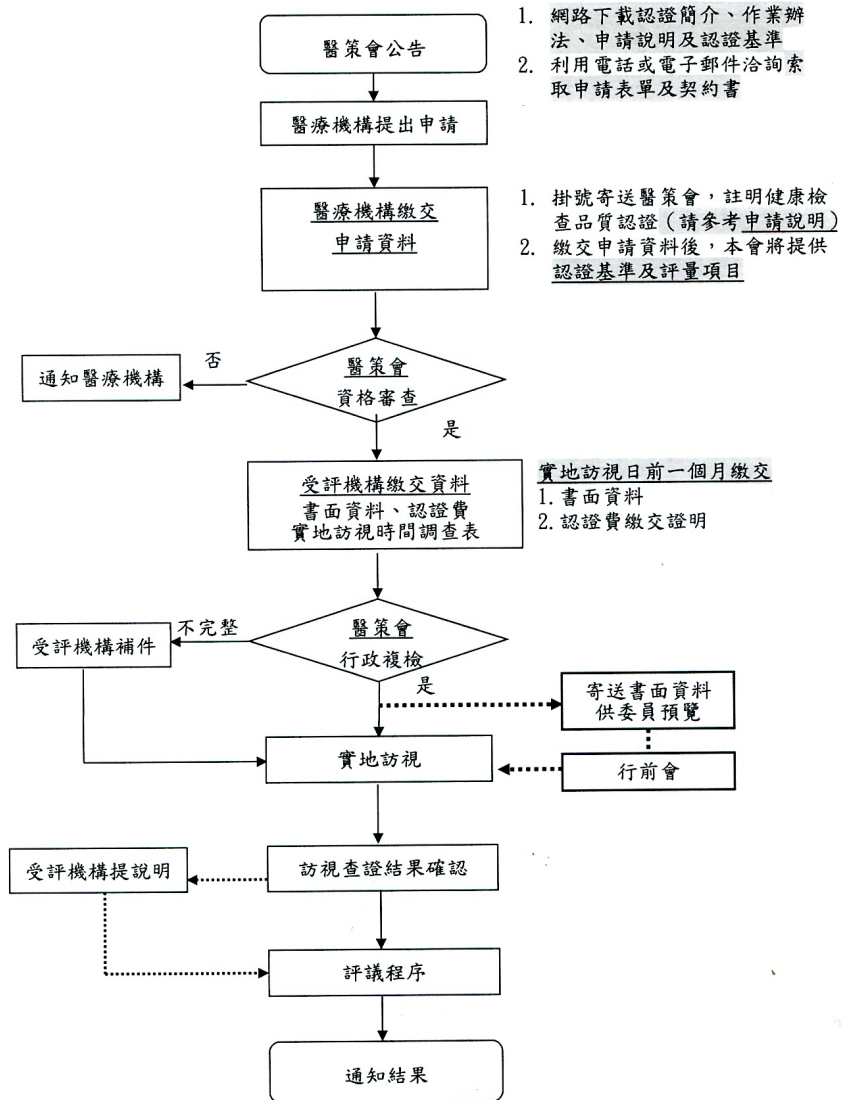 醫策會公告
1. 網路下載認證簡介、作業辦
法、申請說明及認證基準
2. 利用電話或電子郵件洽詢索
取申請表單及契約書
醫療機構提出申請
醫療機構繳交
申請資料
1. 掛號寄送醫策會，註明健康檢
查品質認證（請參考申請說明）
2. 繳交申請資料後，本會將提供
認證基準及評量項目
醫策會
資格審查
否
通知醫療機構
是
受評機構繳交資料
書面資料、認證費
實地訪視時間調查表
實地訪視日前一個月繳交
1. 書面資料
2. 認證費繳交證明
醫策會
行政複檢
不完整
受評機構補件
是
寄送書面資料
供委員預覽
行前會
實地訪視
訪視查證結果確認
受評機構提說明
評議程序
通知結果